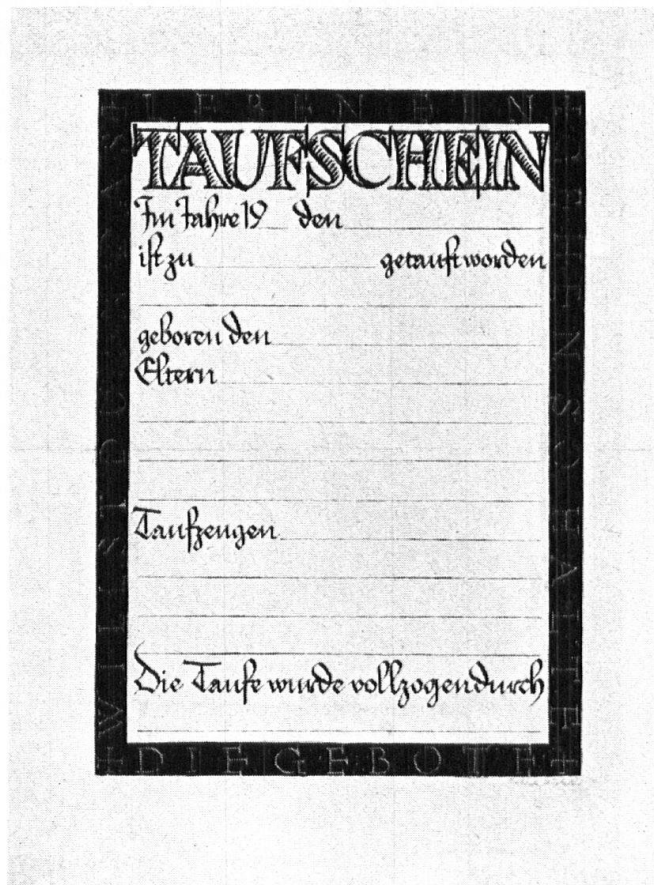 TAUFSCHEIN
Im Jahre 19 den
ist zu getauft worden
geboren den
Eltern
Taufzeugen
Die Taufe wurde vollzogen durch
WILLST DU
LEBEN EIN
SO HALTE
DIE GEBOTE